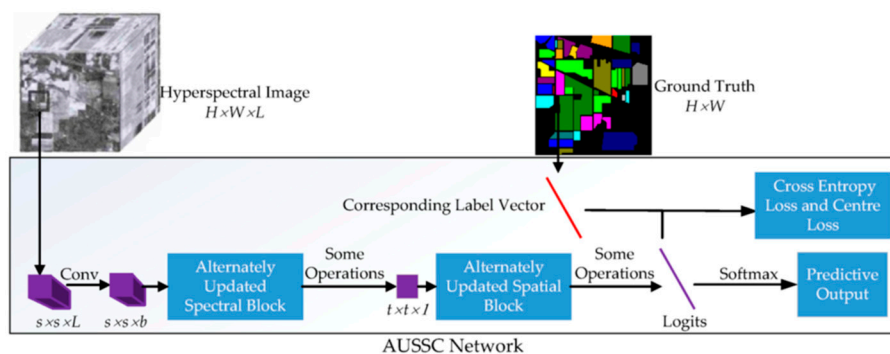 Hyperspectral Image
H×W×L
Ground Truth
H×W
Corresponding Label Vector
Cross Entropy
Loss and Centre
Loss
Conv
Alternately
Updated
Spectral Block
Some
Operations
Alternately
Updated Spatial
Block
Some
Operations
Softmax
Predictive
Output
s×s×L
s×s×b
t×t×1
Logits
AUSSC Network